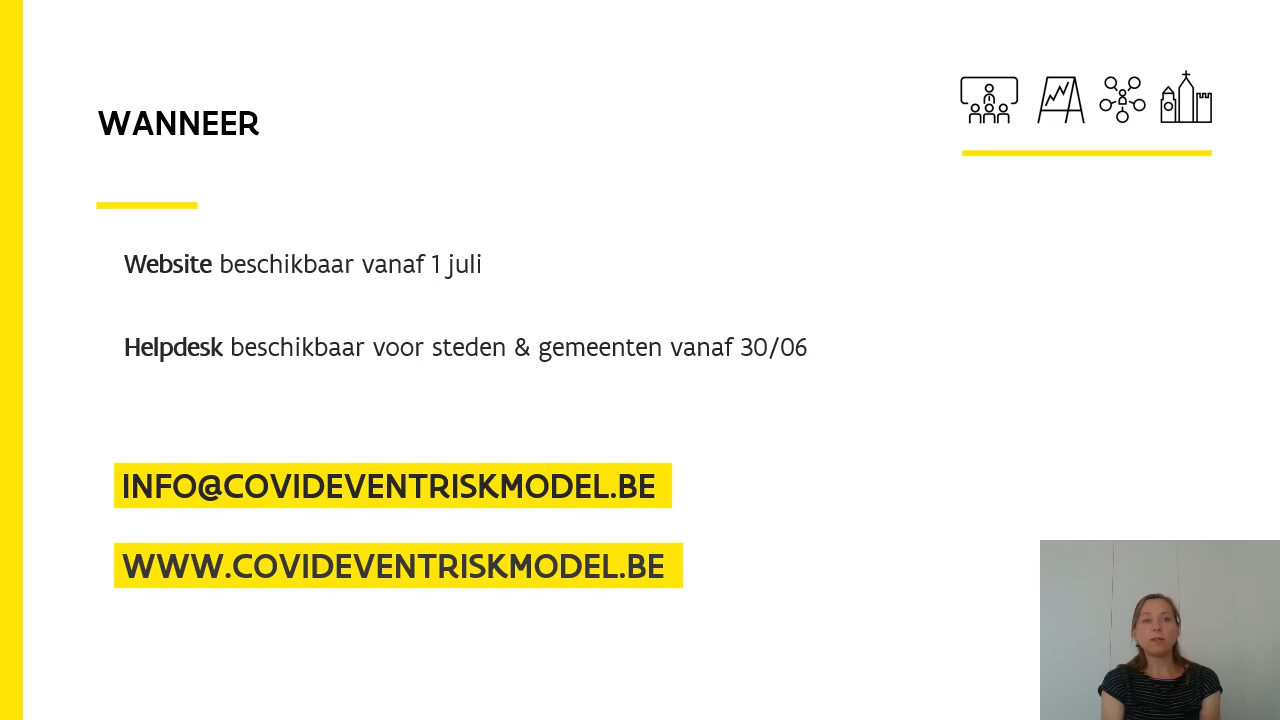 WANNEER
Website beschikbaar vanaf 1 juli
Helpdesk beschikbaar voor steden & gemeenten vanaf 30/06
INFO@COVIDEVENTRISKMODEL.BE
WWW.COVIDEVENTRISKMODEL.BE